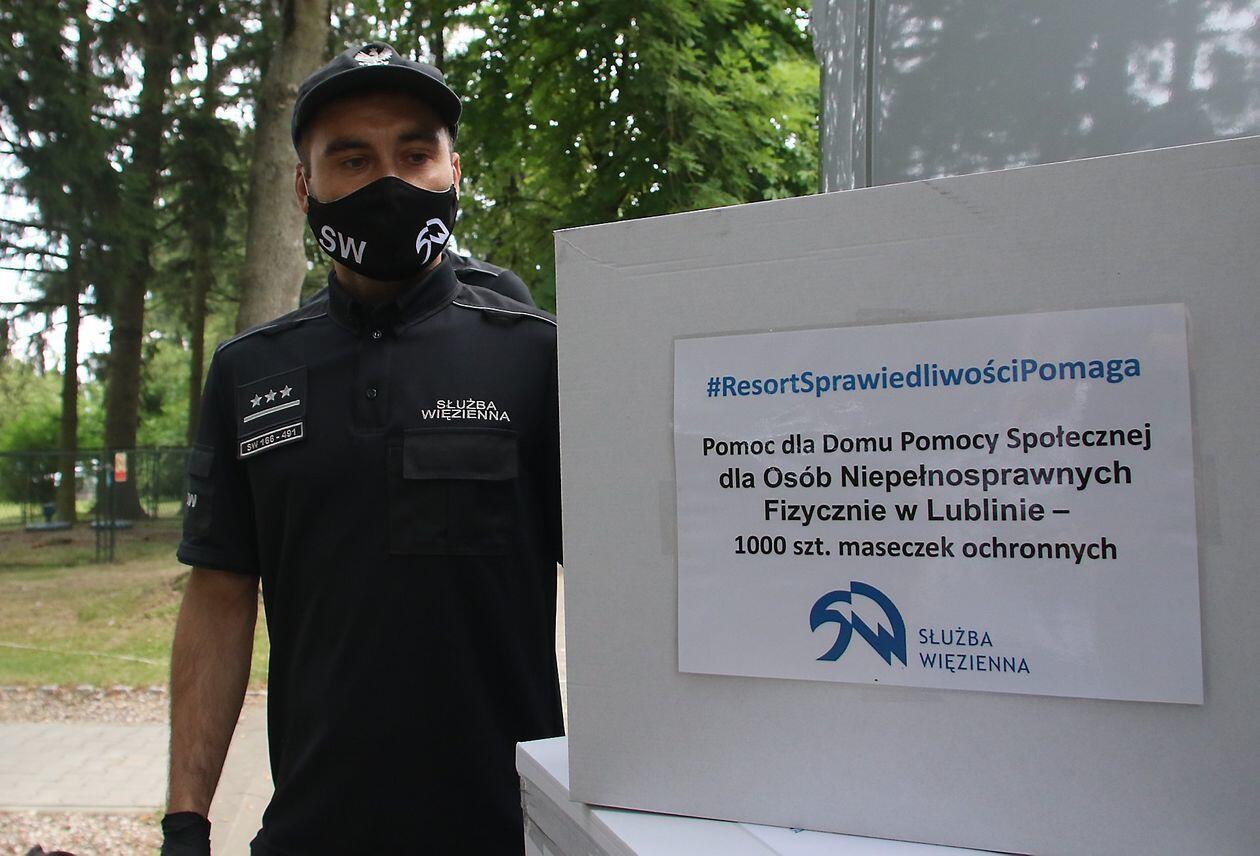 SW
SŁUŻBA
WIĘZIENNA
SW 166-491
#ResortSprawiedliwościPomaga
Pomoc dla Domu Pomocy Społecznej
dla Osób Niepełnosprawnych
Fizycznie w Lublinie –
1000 szt. maseczek ochronnych
SŁUŻBA
WIĘZIENNA